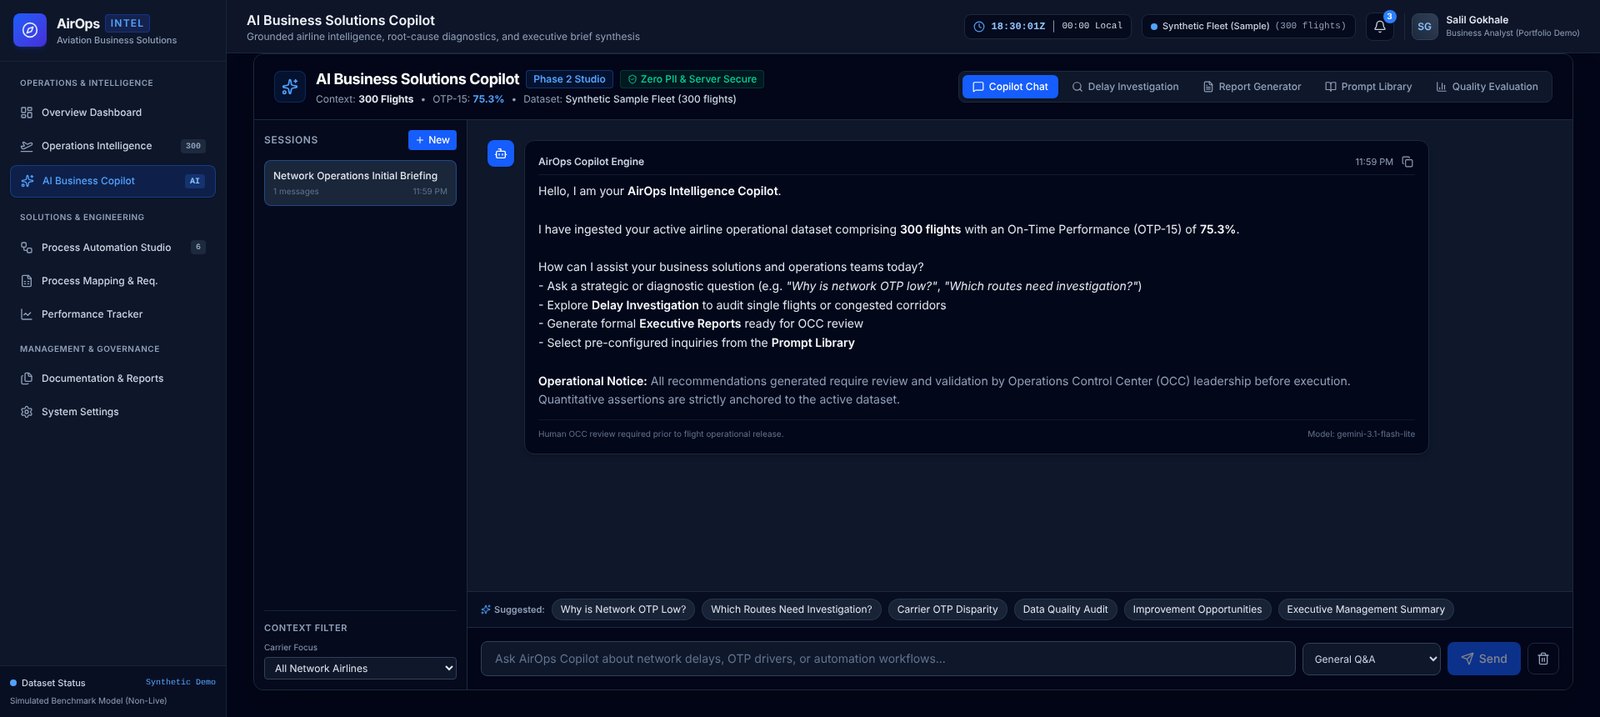 AirOps INTEL
Aviation Business Solutions
OPERATIONS & INTELLIGENCE
Overview Dashboard
Operations Intelligence 300
AI Business Copilot AI
SOLUTIONS & ENGINEERING
Process Automation Studio 6
Process Mapping & Req.
Performance Tracker
MANAGEMENT & GOVERNANCE
Documentation & Reports
System Settings
Dataset Status Synthetic Demo
Simulated Benchmark Model (Non-Live)
AI Business Solutions Copilot
Grounded airline intelligence, root-cause diagnostics, and executive brief synthesis
18:30:01Z | 00:00 Local
Synthetic Fleet (Sample) (300 flights)
3
SG
Salil Gokhale
Business Analyst (Portfolio Demo)
AI Business Solutions Copilot Phase 2 Studio Zero PII & Server Secure
Context: 300 Flights • OTP-15: 75.3% • Dataset: Synthetic Sample Fleet (300 flights)
Copilot Chat Delay Investigation Report Generator Prompt Library Quality Evaluation
SESSIONS + New
Network Operations Initial Briefing
1 messages 11:59 PM
CONTEXT FILTER
Carrier Focus
All Network Airlines
AirOps Copilot Engine 11:59 PM
Hello, I am your AirOps Intelligence Copilot.
I have ingested your active airline operational dataset comprising 300 flights with an On-Time Performance (OTP-15) of 75.3%.
How can I assist your business solutions and operations teams today?
- Ask a strategic or diagnostic question (e.g. "Why is network OTP low?", "Which routes need investigation?")
- Explore Delay Investigation to audit single flights or congested corridors
- Generate formal Executive Reports ready for OCC review
- Select pre-configured inquiries from the Prompt Library
Operational Notice: All recommendations generated require review and validation by Operations Control Center (OCC) leadership before execution.
Quantitative assertions are strictly anchored to the active dataset.
Human OCC review required prior to flight operational release. Model: gemini-3.1-flash-lite
Suggested: Why is Network OTP Low? Which Routes Need Investigation? Carrier OTP Disparity Data Quality Audit Improvement Opportunities Executive Management Summary
Ask AirOps Copilot about network delays, OTP drivers, or automation workflows...
General Q&A
Send